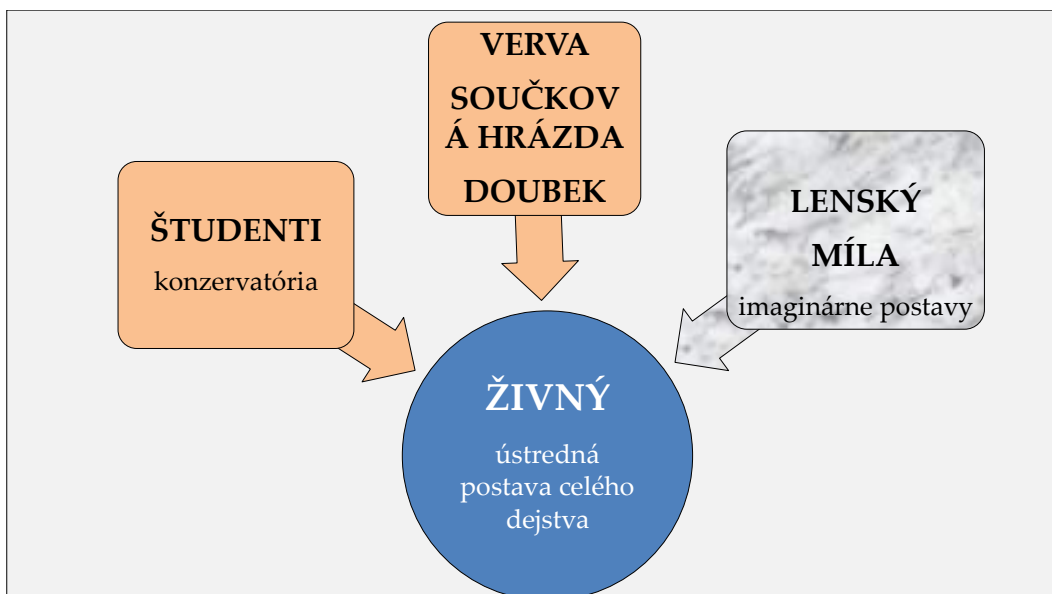 VERVA
SOUČKOV
Á HRÁZDA
DOUBEK
ŠTUDENTI
konzervatória
LENSKÝ
MÍLA
imaginárne postavy
ŽIVNÝ
ústredná
postava celého
dejstva